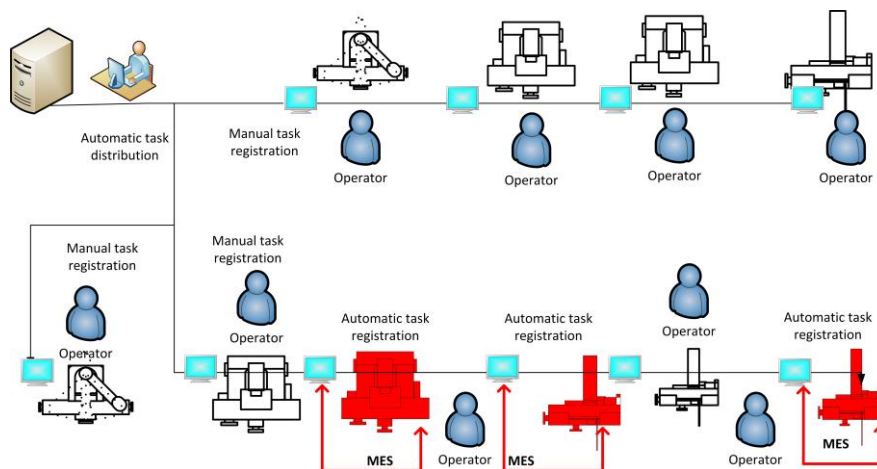 Automatic task
distribution
Manual task
registration
Operator
Operator
Operator
Operator
Manual task
registration
Operator
Manual task
registration
Operator
Automatic task
registration
Automatic task
registration
Operator
Automatic task
registration
Operator
MES
MES
Operator
MES